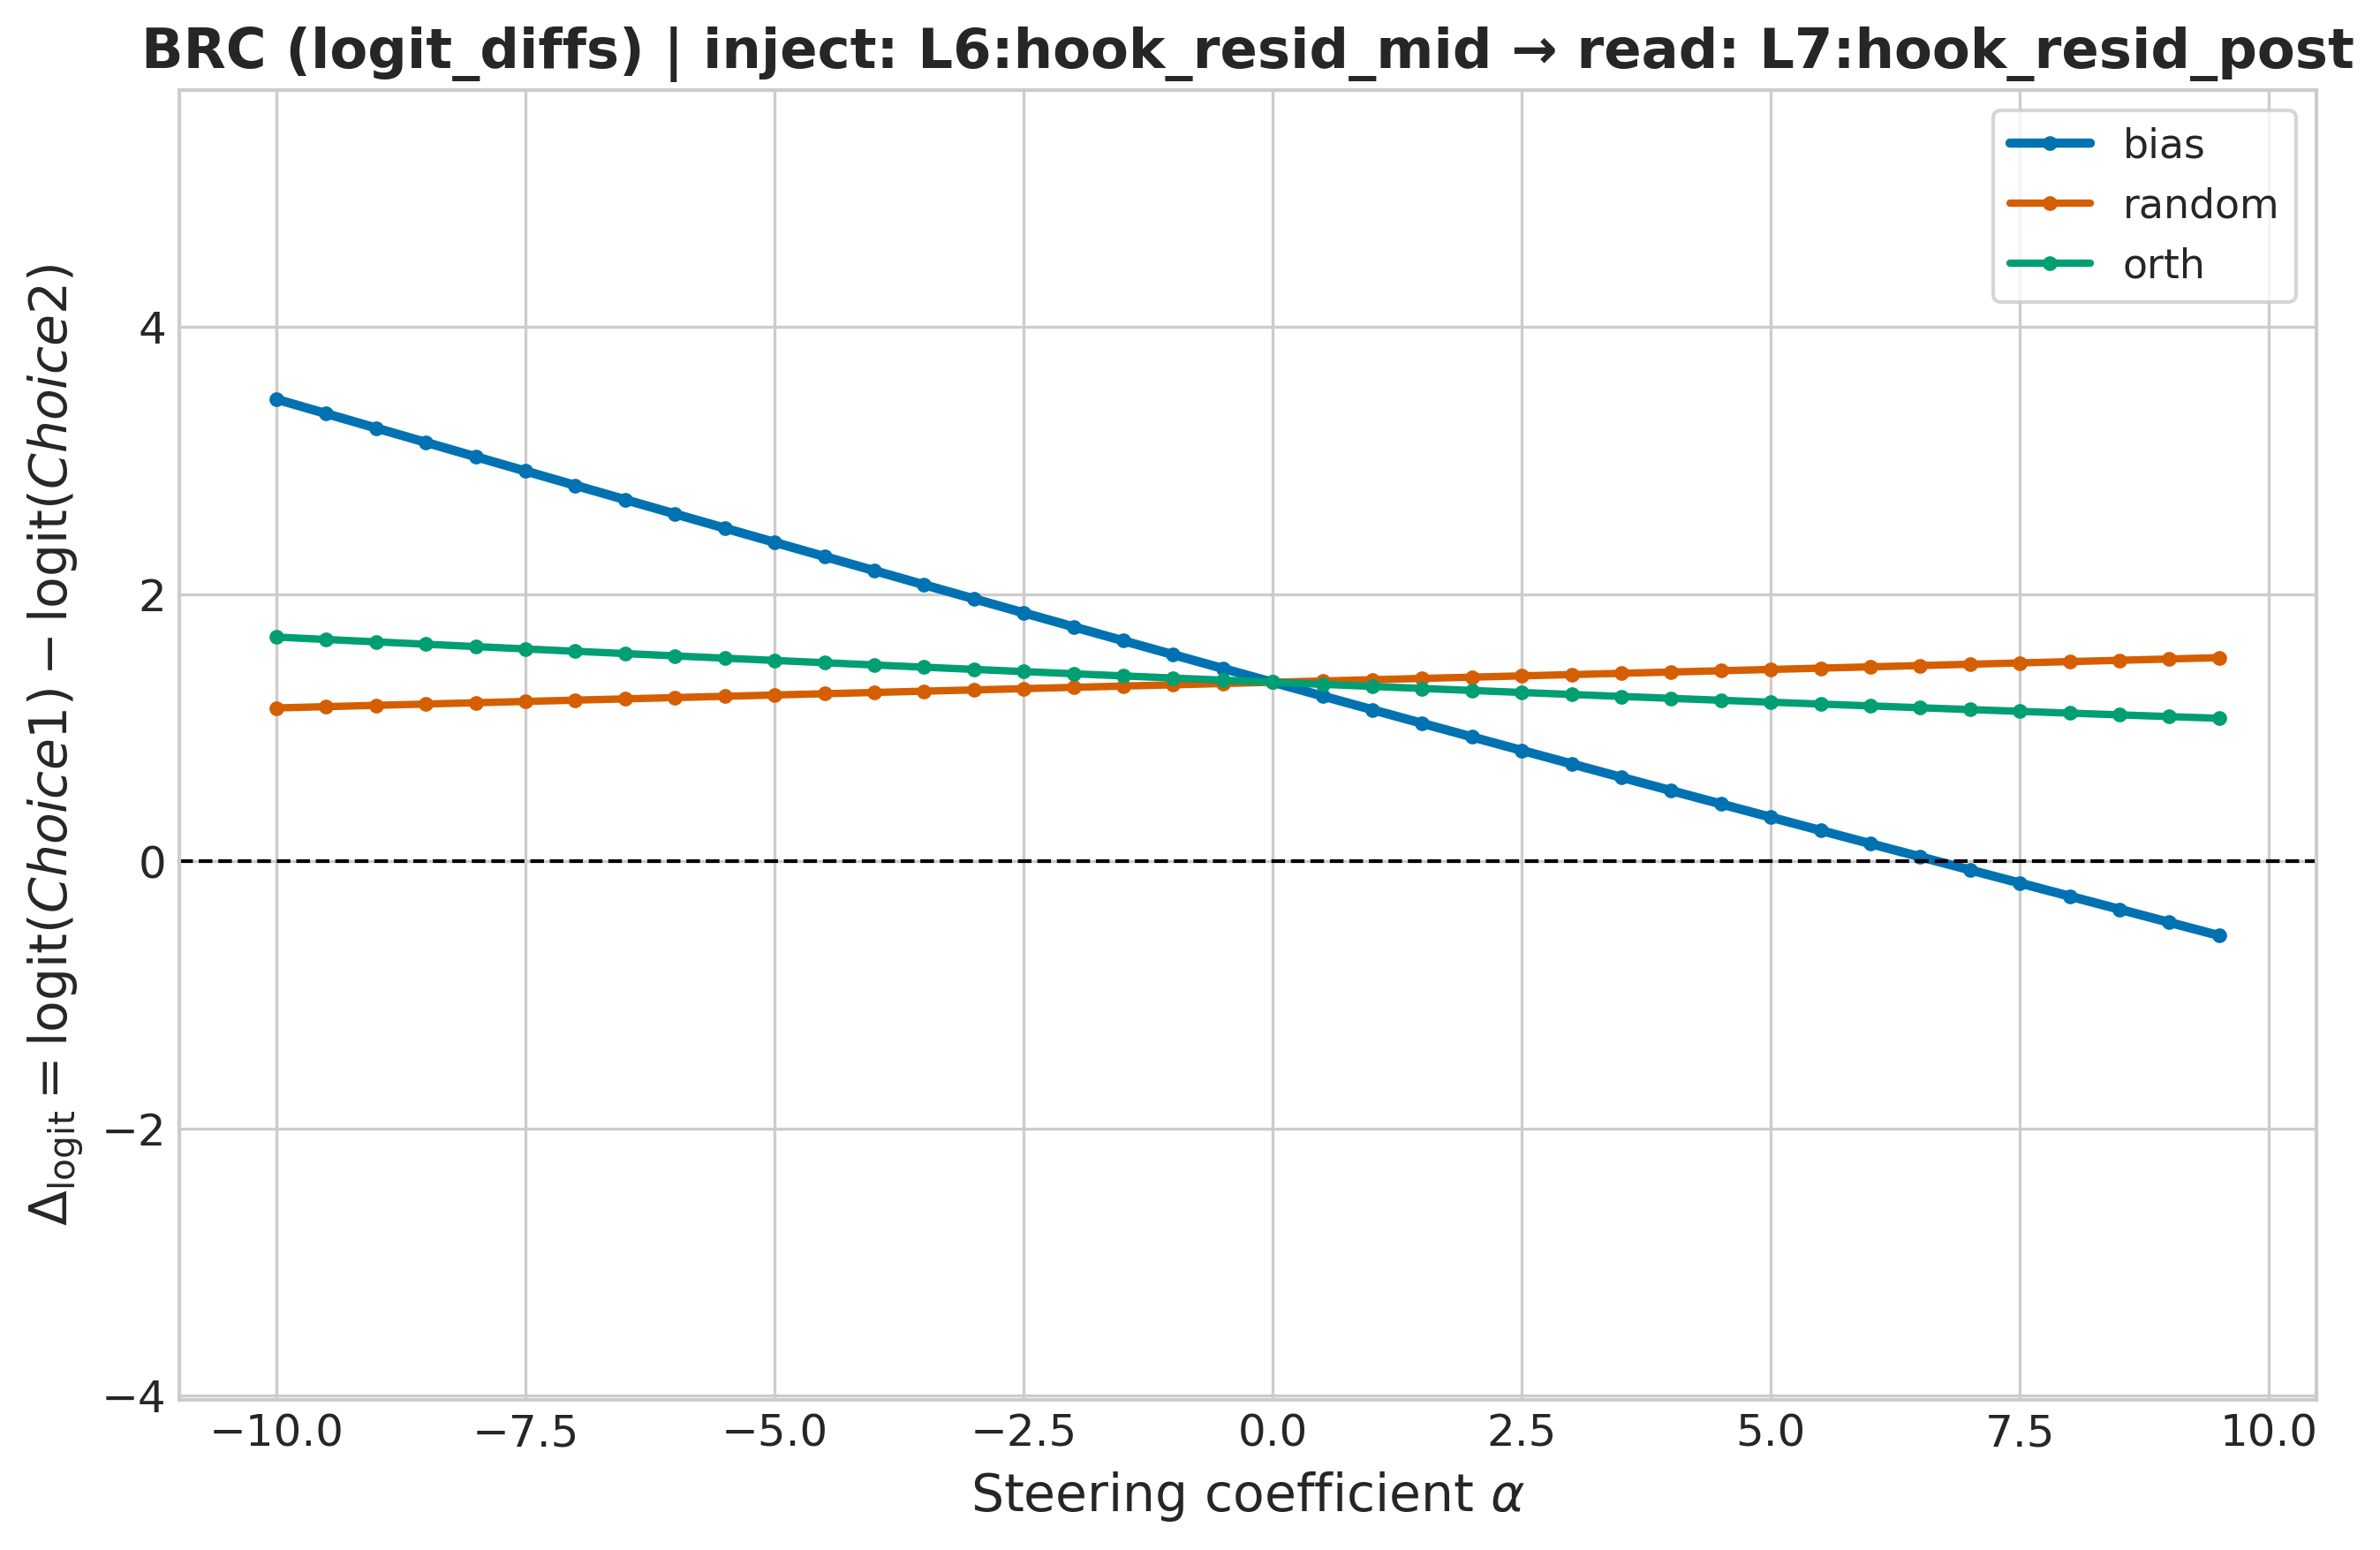 BRC (logit_diffs) | inject: L6:hook_resid_mid → read: L7:hook_resid_post
bias
random
orth
Δlogit = logit(Choice1) − logit(Choice2)
4
2
0
−2
−4
−10.0 −7.5 −5.0 −2.5 0.0 2.5 5.0 7.5 10.0
Steering coefficient α